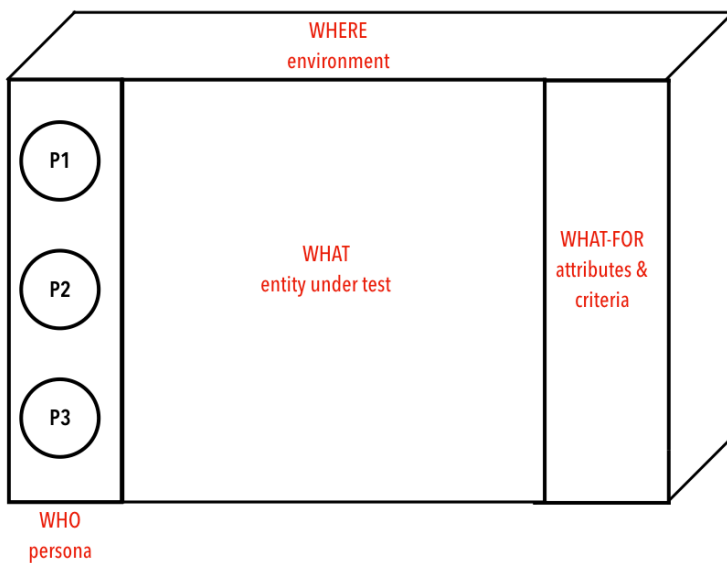 WHERE
environment
P1
P2
P3
WHAT
entity under test
WHAT-FOR
attributes &
criteria
WHO
persona